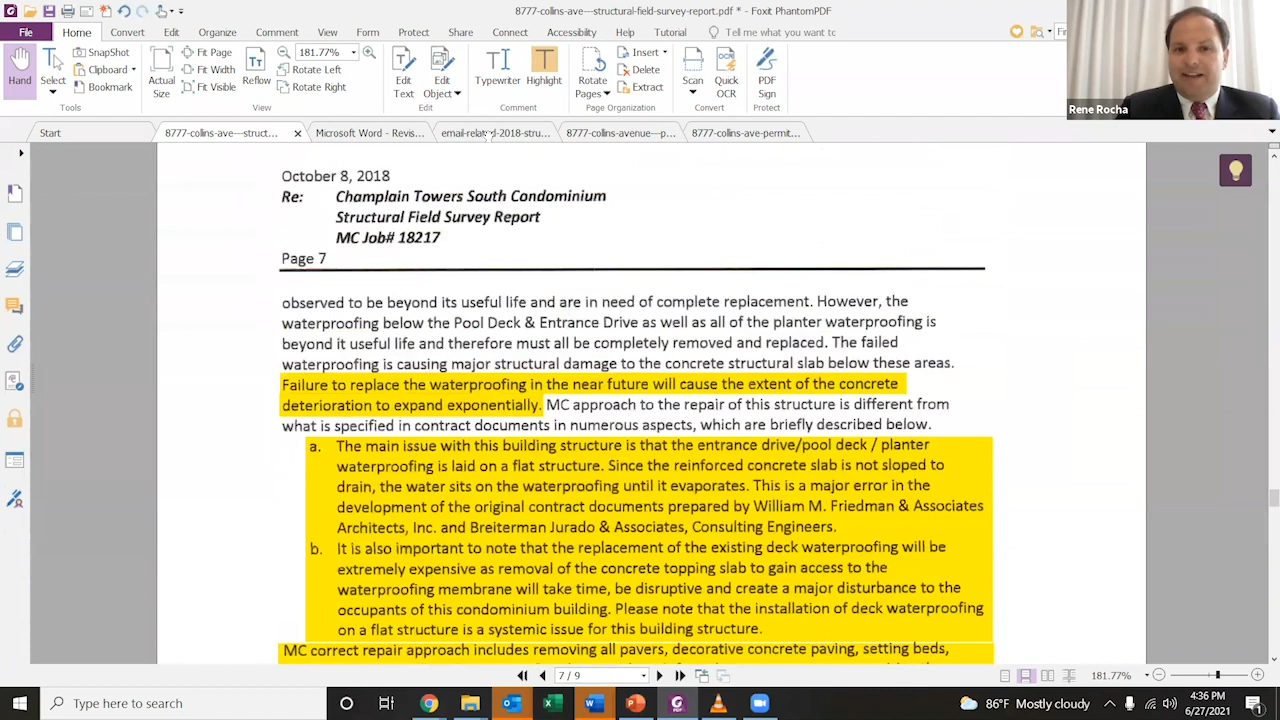 8777-collins-ave---structural-field-survey-report.pdf * - Foxit PhantomPDF
File Home Convert Edit Organize Comment View Form Protect Share Connect Accessibility Help Tutorial Tell me what you want to
SnapShot Clipboard Bookmark
Hand Select
Actual Size Fit Page Fit Width Fit Visible
Reflow 181.77% Rotate Left Rotate Right
Edit Text Edit Object
Typewriter Highlight
Rotate Pages Insert Delete Extract
Scan Quick OCR
PDF Sign
Tools View Edit Comment Page Organization Convert Protect
Rene Rocha
Start 8777-collins-ave---struct... Microsoft Word - Revis... 8777-collins-avenue---p... 8777-collins-ave-permit...
October 8, 2018
Re: Champlain Towers South Condominium
Structural Field Survey Report
MC Job# 18217
Page 7
observed to be beyond its useful life and are in need of complete replacement. However, the
waterproofing below the Pool Deck & Entrance Drive as well as all of the planter waterproofing is
beyond it useful life and therefore must all be completely removed and replaced. The failed
waterproofing is causing major structural damage to the concrete structural slab below these areas.
Failure to replace the waterproofing in the near future will cause the extent of the concrete
deterioration to expand exponentially. MC approach to the repair of this structure is different from
what is specified in contract documents in numerous aspects, which are briefly described below.
a. The main issue with this building structure is that the entrance drive/pool deck / planter
waterproofing is laid on a flat structure. Since the reinforced concrete slab is not sloped to
drain, the water sits on the waterproofing until it evaporates. This is a major error in the
development of the original contract documents prepared by William M. Friedman & Associates
Architects, Inc. and Breiterman Jurado & Associates, Consulting Engineers.
b. It is also important to note that the replacement of the existing deck waterproofing will be
extremely expensive as removal of the concrete topping slab to gain access to the
waterproofing membrane will take time, be disruptive and create a major disturbance to the
occupants of this condominium building. Please note that the installation of deck waterproofing
on a flat structure is a systemic issue for this building structure.
MC correct repair approach includes removing all pavers, decorative concrete paving, setting beds,
7 / 9 181.77%
Type here to search
86°F Mostly cloudy
4:36 PM
6/27/2021